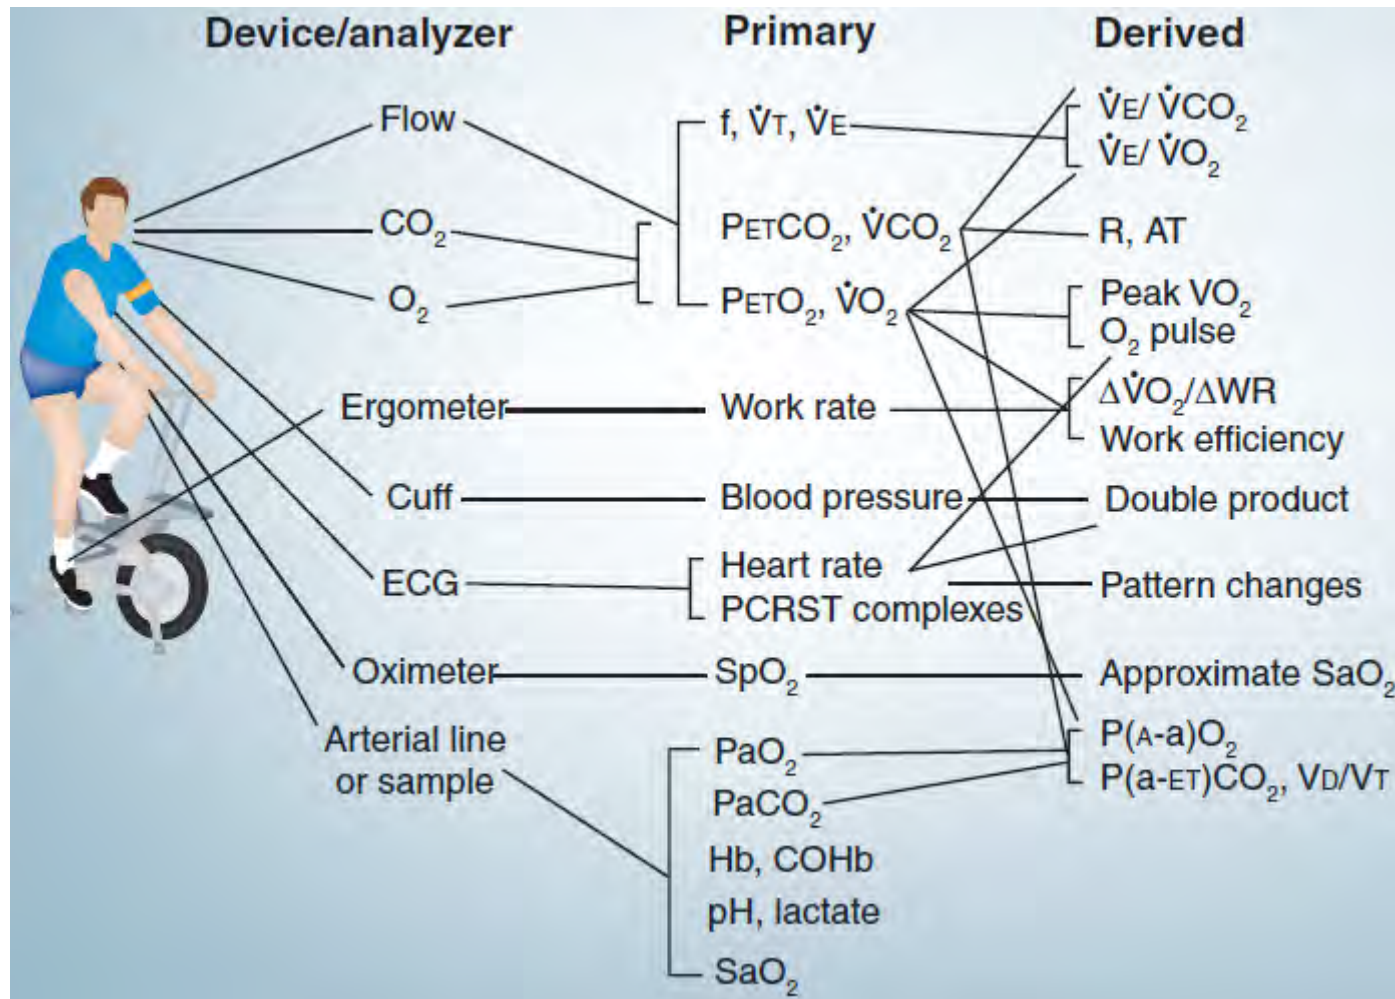 Device/analyzer Primary Derived
Flow f, V̇T, V̇E V̇E/ V̇CO₂
V̇E/ V̇O₂
CO₂ PETCO₂, V̇CO₂ R, AT
O₂ PETO₂, V̇O₂ Peak VO₂
O₂ pulse
Ergometer Work rate ΔV̇O₂/ΔWR
Work efficiency
Cuff Blood pressure Double product
ECG Heart rate
PCRST complexes Pattern changes
Oximeter SpO₂ Approximate SaO₂
Arterial line
or sample
PaO₂ P(A-a)O₂
PaCO₂ P(a-ET)CO₂, VD/VT
Hb, COHb
pH, lactate
SaO₂